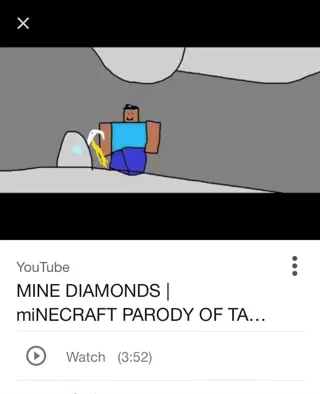 YouTube
MINE DIAMONDS |
miNECRAFT PARODY OF TA...
Watch (3:52)